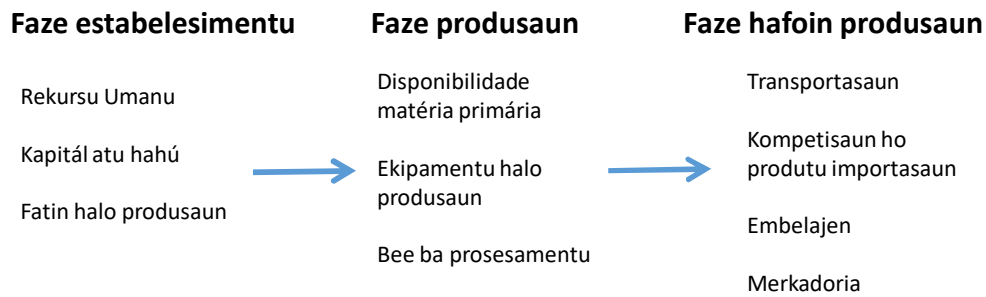 Faze estabelesimentu
Rekursu Umanu
Kapitál atu hahú
Fatin halo produsaun
Faze produsaun
Disponibilidade
matéria primária
Ekipamentu halo
produsaun
Bee ba prosesamentu
Faze hafoin produsaun
Transportasaun
Kompetisaun ho
produtu importasaun
Embelajen
Merkadoria